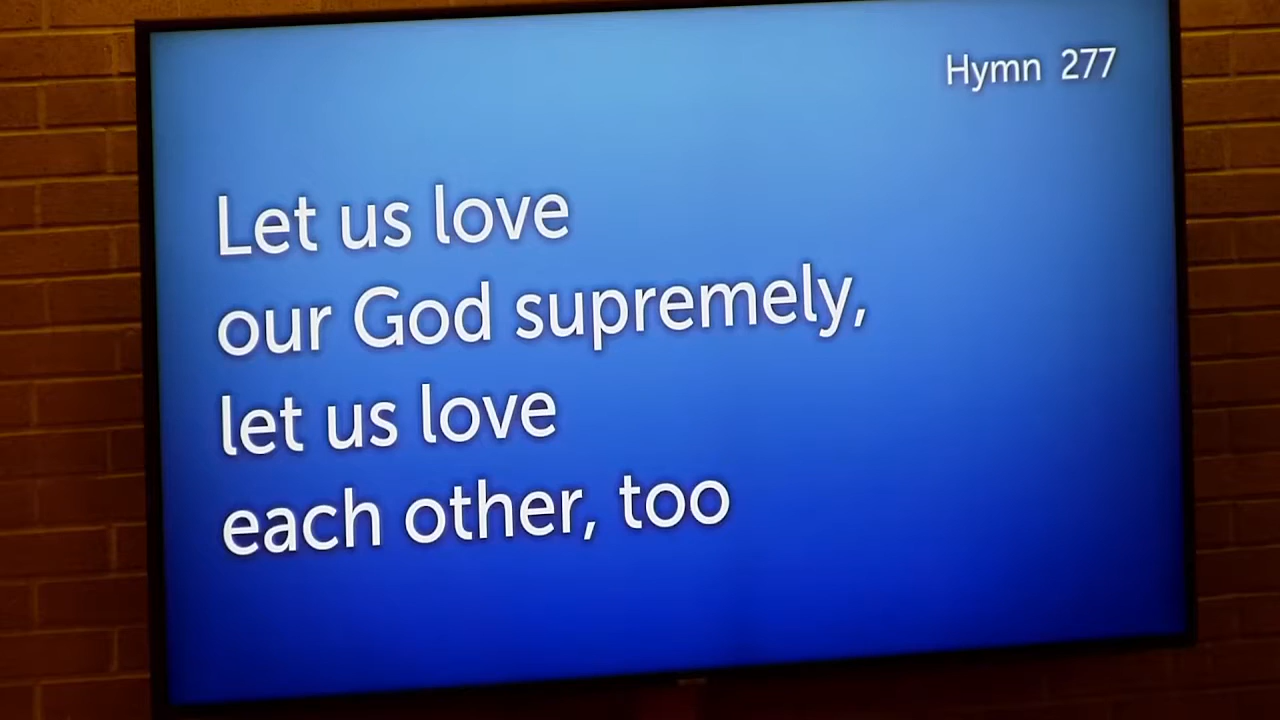 Hymn 277
Let us love
our God supremely,
let us love
each other, too